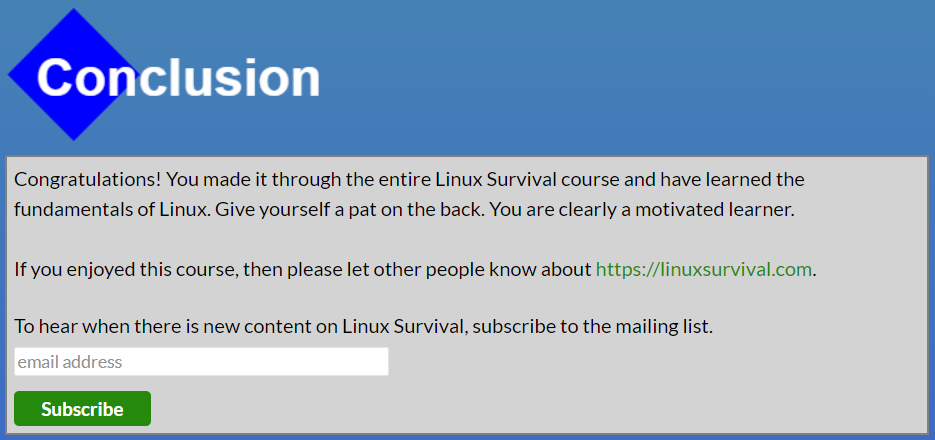 Conclusion
Congratulations! You made it through the entire Linux Survival course and have learned the
fundamentals of Linux. Give yourself a pat on the back. You are clearly a motivated learner.
If you enjoyed this course, then please let other people know about https://linuxsurvival.com.
To hear when there is new content on Linux Survival, subscribe to the mailing list.
email address
Subscribe